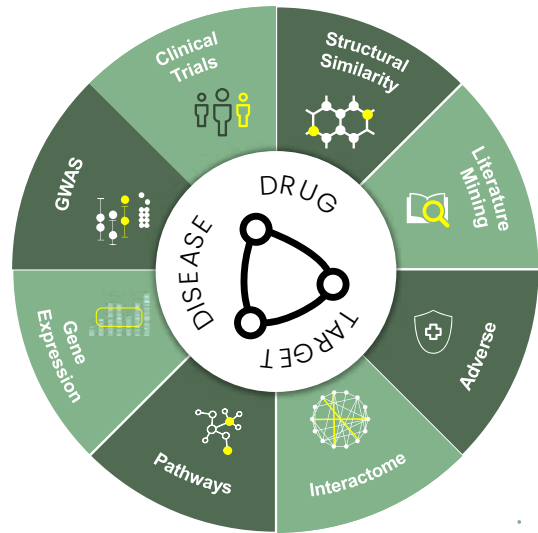 Clinical
Trials
Structural
Similarity
Literature
Mining
Adverse
Interactome
Pathways
Gene
Expression
GWAS
DRUG
TARGET
DISEASE